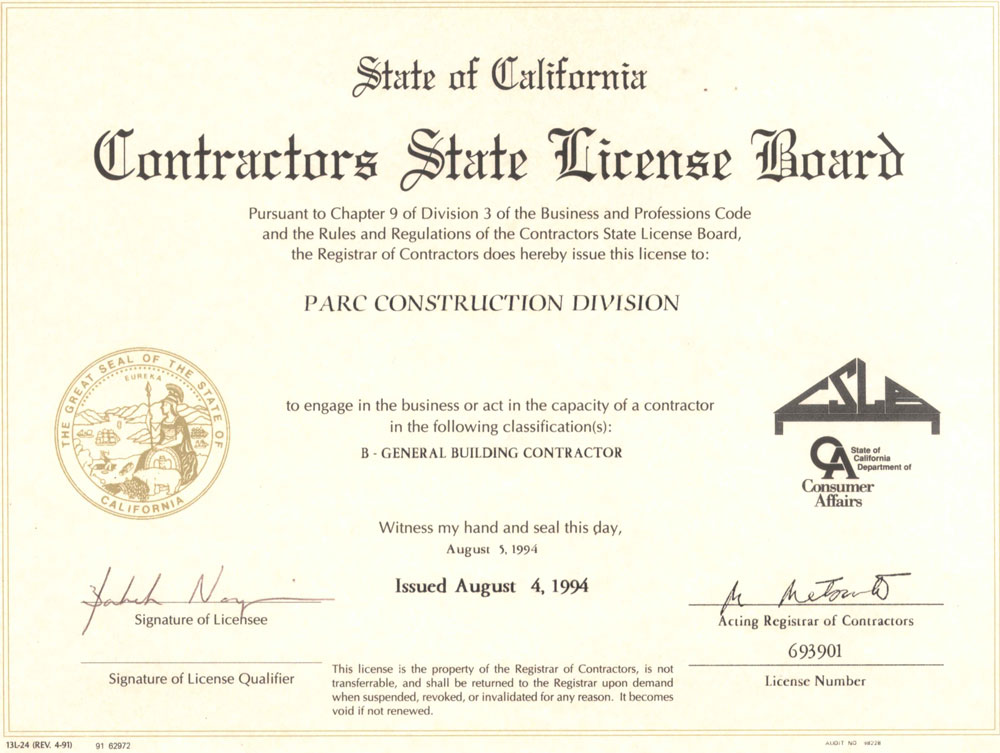 State of California
Contractors State License Board
Pursuant to Chapter 9 of Division 3 of the Business and Professions Code
and the Rules and Regulations of the Contractors State License Board,
the Registrar of Contractors does hereby issue this license to:
PARC CONSTRUCTION DIVISION
THE GREAT SEAL OF THE STATE OF CALIFORNIA
EUREKA
to engage in the business or act in the capacity of a contractor
in the following classification(s):
B - GENERAL BUILDING CONTRACTOR
CSLB
CA
State of
California
Department of
Consumer
Affairs
Witness my hand and seal this day,
August 5, 1994
Issued August 4, 1994
Signature of Licensee
Acting Registrar of Contractors
693901
License Number
Signature of License Qualifier
This license is the property of the Registrar of Contractors, is not
transferrable, and shall be returned to the Registrar upon demand
when suspended, revoked, or invalidated for any reason. It becomes
void if not renewed.
13L-24 (REV. 4-91) 91 62972
AUDIT NO